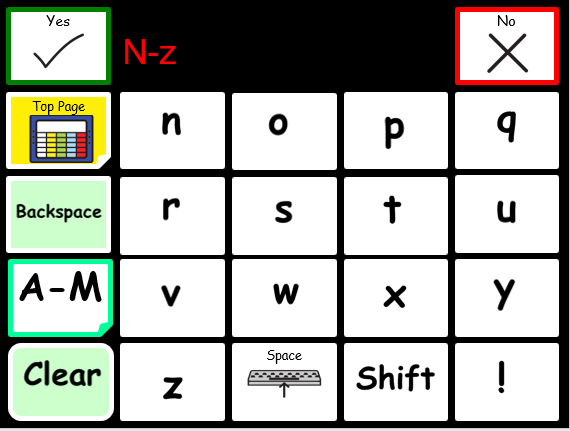 Yes
N-z
No
Top Page
n o p q
Backspace
r s t u
A-M
v w x y
Clear
z
Space
Shift
!